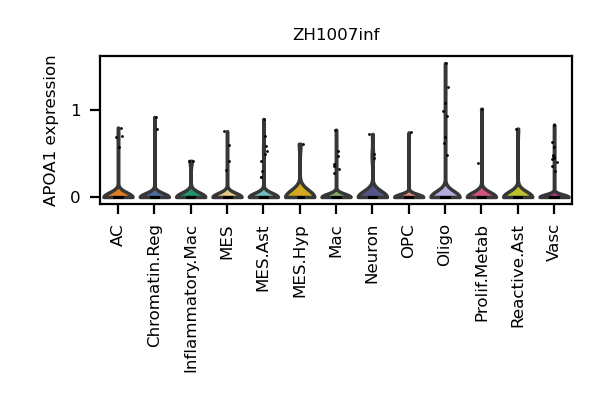 ZH1007inf
APOA1 expression
1
0
AC
Chromatin.Reg
Inflammatory.Mac
MES
MES.Ast
MES.Hyp
Mac
Neuron
OPC
Oligo
Prolif.Metab
Reactive.Ast
Vasc